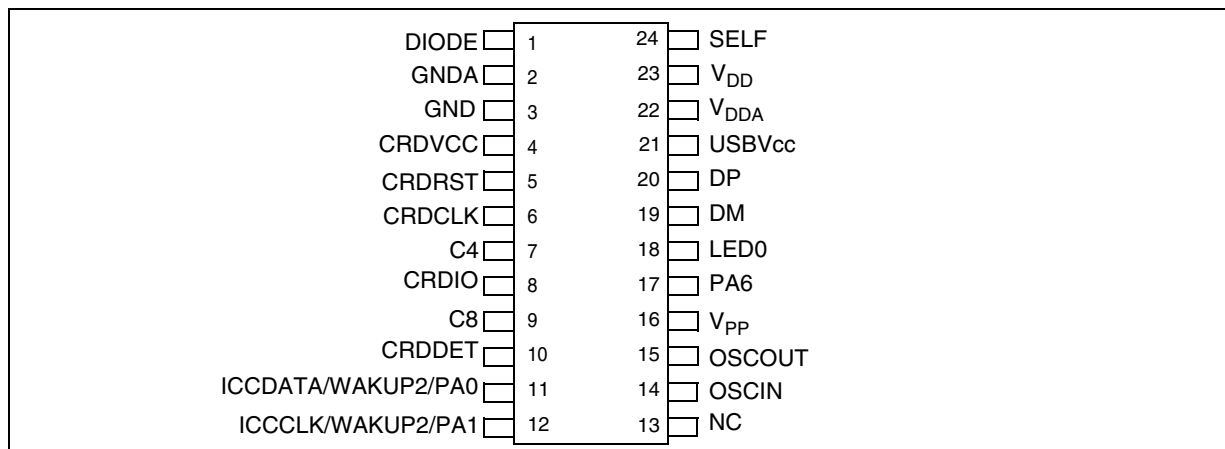 DIODE 1 24 SELF
GNDA 2 23 VDD
GND 3 22 VDDA
CRDVCC 4 21 USBVcc
CRDRST 5 20 DP
CRDCLK 6 19 DM
C4 7 18 LED0
CRDIO 8 17 PA6
C8 9 16 VPP
CRDDET 10 15 OSCOUT
ICCDATA/WAKUP2/PA0 11 14 OSCIN
ICCCLK/WAKUP2/PA1 12 13 NC